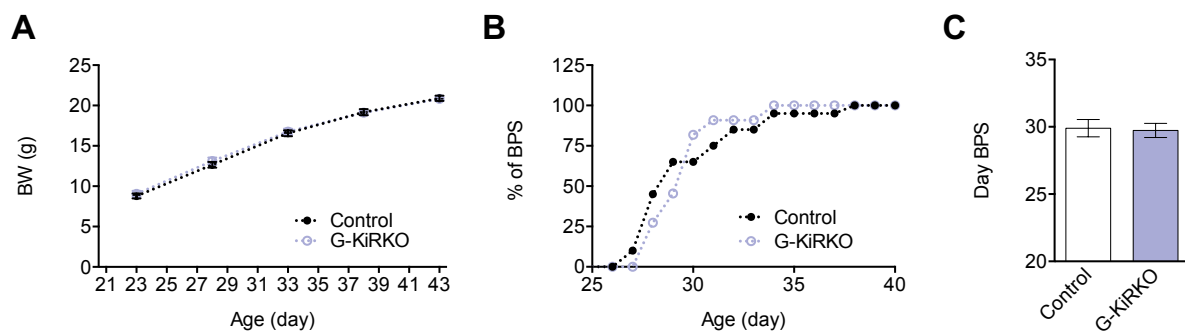 A
BW (g)
25
20
15
10
5
0
21 23 25 27 29 31 33 35 37 39 41 43
Age (day)
Control
G-KiRKO
B
% of BPS
125
100
75
50
25
0
25 30 35 40
Age (day)
Control
G-KiRKO
C
Day BPS
35
30
25
20
Control
G-KiRKO